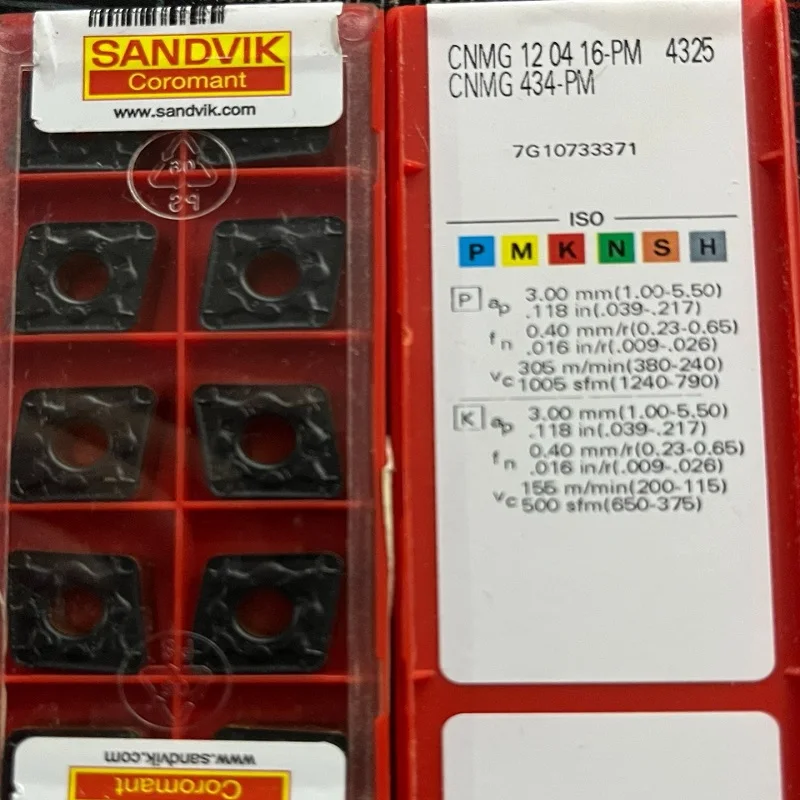 SANDVIK
Coromant
www.sandvik.com
PS
CNMG 12 04 16-PM 4325
CNMG 434-PM
7G10733371
ISO
P M K N S H
P ap 3.00 mm(1.00-5.50)
.118 in(.039-.217)
fn 0.40 mm/r(0.23-0.65)
.016 in/r(.009-.026)
vc 305 m/min(380-240)
1005 sfm(1240-790)
K ap 3.00 mm(1.00-5.50)
.118 in(.039-.217)
fn 0.40 mm/r(0.23-0.65)
.016 in/r(.009-.026)
vc 155 m/min(200-115)
500 sfm(650-375)
www.sandvik.com
Coromant